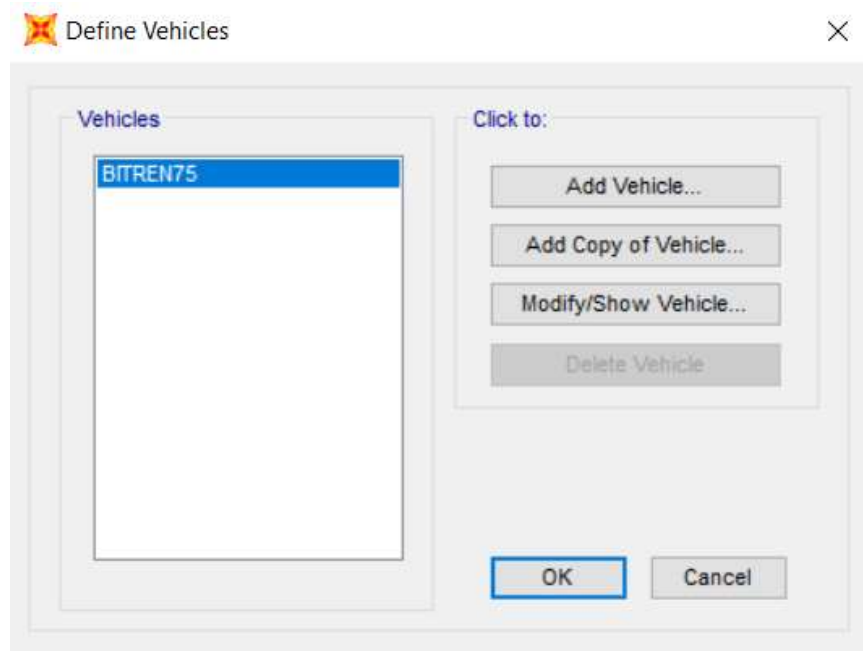 Define Vehicles
Vehicles
BITREN75
Click to:
Add Vehicle...
Add Copy of Vehicle...
Modify/Show Vehicle...
Delete Vehicle
OK
Cancel